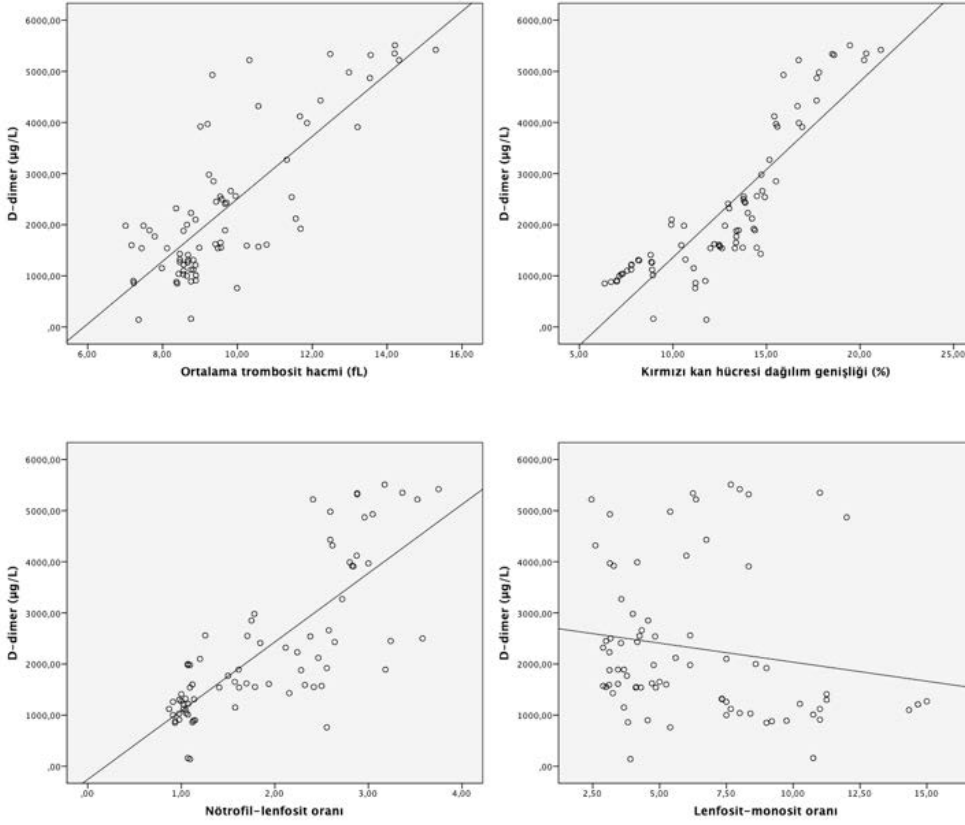 6000,00
5000,00
4000,00
3000,00
2000,00
1000,00
,00
D-dimer (µg/L)
6,00 8,00 10,00 12,00 14,00 16,00
Ortalama trombosit hacmi (fL)
6000,00
5000,00
4000,00
3000,00
2000,00
1000,00
,00
D-dimer (µg/L)
5,00 10,00 15,00 20,00 25,00
Kırmızı kan hücresi dağılım genişliği (%)
6000,00
5000,00
4000,00
3000,00
2000,00
1000,00
,00
D-dimer (µg/L)
,00 1,00 2,00 3,00 4,00
Nötrofil-lenfosit oranı
6000,00
5000,00
4000,00
3000,00
2000,00
1000,00
,00
D-dimer (µg/L)
2,50 5,00 7,50 10,00 12,50 15,00
Lenfosit-monosit oranı